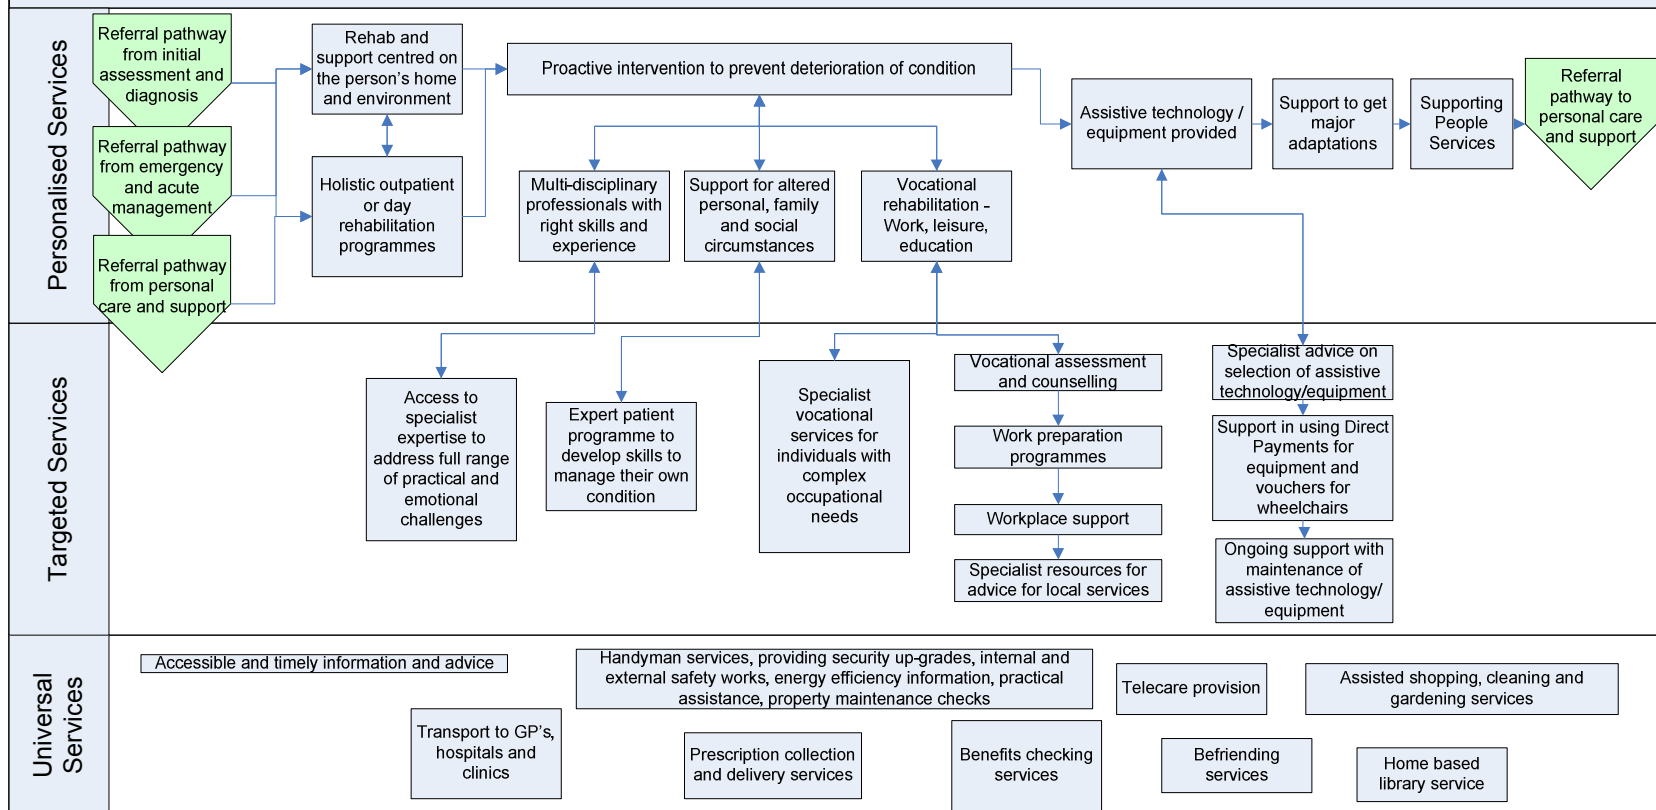 Personalised Services
Referral pathway
from initial
assessment and
diagnosis
Referral pathway
from emergency
and acute
management
Referral pathway
from personal
care and support
Rehab and
support centred on
the person's home
and environment
Holistic outpatient
or day
rehabilitation
programmes
Proactive intervention to prevent deterioration of condition
Multi-disciplinary
professionals with
right skills and
experience
Support for altered
personal, family
and social
circumstances
Vocational
rehabilitation -
Work, leisure,
education
Assistive technology /
equipment provided
Support to get
major
adaptations
Supporting
People
Services
Referral
pathway to
personal care
and support
Targeted Services
Access to
specialist
expertise to
address full range
of practical and
emotional
challenges
Expert patient
programme to
develop skills to
manage their own
condition
Specialist
vocational
services for
individuals with
complex
occupational
needs
Vocational assessment
and counselling
Work preparation
programmes
Workplace support
Specialist resources for
advice for local services
Specialist advice on
selection of assistive
technology/equipment
Support in using Direct
Payments for
equipment and
vouchers for
wheelchairs
Ongoing support with
maintenance of
assistive technology/
equipment
Universal
Services
Accessible and timely information and advice
Handyman services, providing security up-grades, internal and
external safety works, energy efficiency information, practical
assistance, property maintenance checks
Telecare provision
Assisted shopping, cleaning and
gardening services
Transport to GP's,
hospitals and
clinics
Prescription collection
and delivery services
Benefits checking
services
Befriending
services
Home based
library service